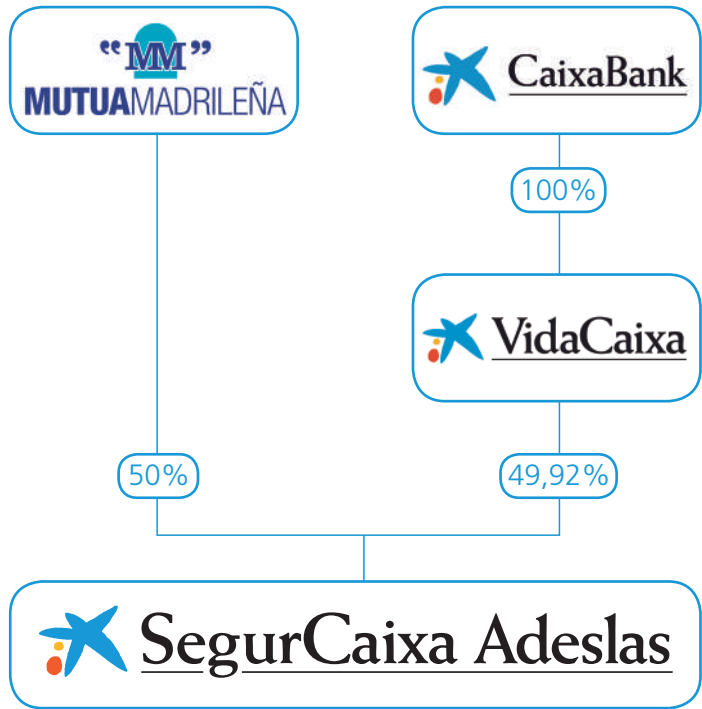 “MM”
MUTUAMADRILEÑA
CaixaBank
100%
VidaCaixa
50%
49,92%
SegurCaixa Adeslas